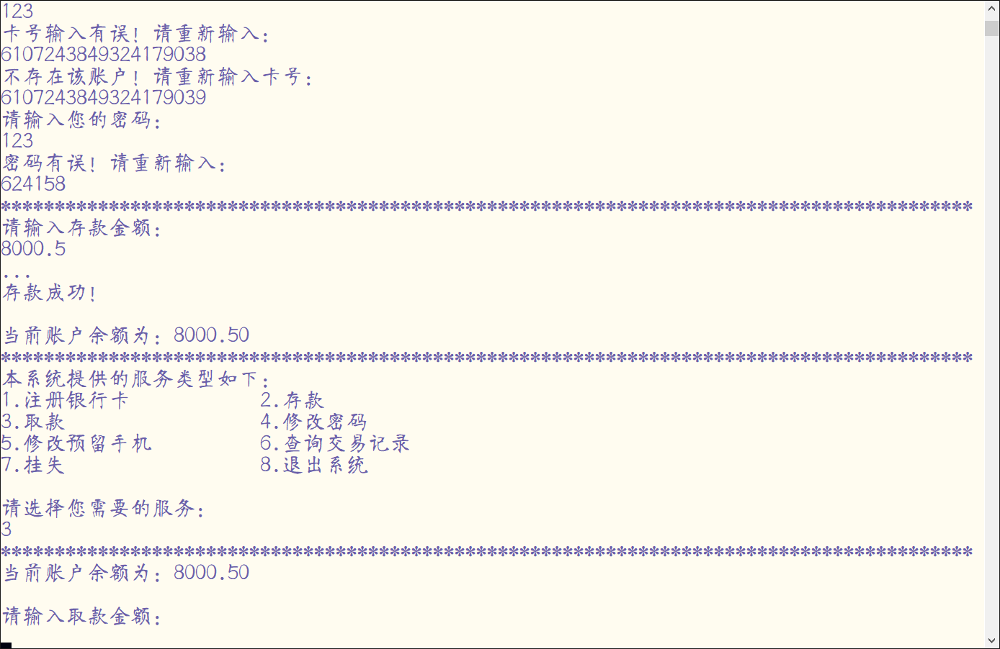 123
卡号输入有误! 请重新输入:
6107243849324179038
不存在该账户! 请重新输入卡号:
6107243849324179039
请输入您的密码:
123
密码有误! 请重新输入:
624158
******************************************************************************************
请输入存款金额:
8000.5
...
存款成功!
当前账户余额为: 8000.50
******************************************************************************************
本系统提供的服务类型如下:
1.注册银行卡 2.存款
3.取款 4.修改密码
5.修改预留手机 6.查询交易记录
7.挂失 8.退出系统
请选择您需要的服务:
3
******************************************************************************************
当前账户余额为: 8000.50
请输入取款金额: